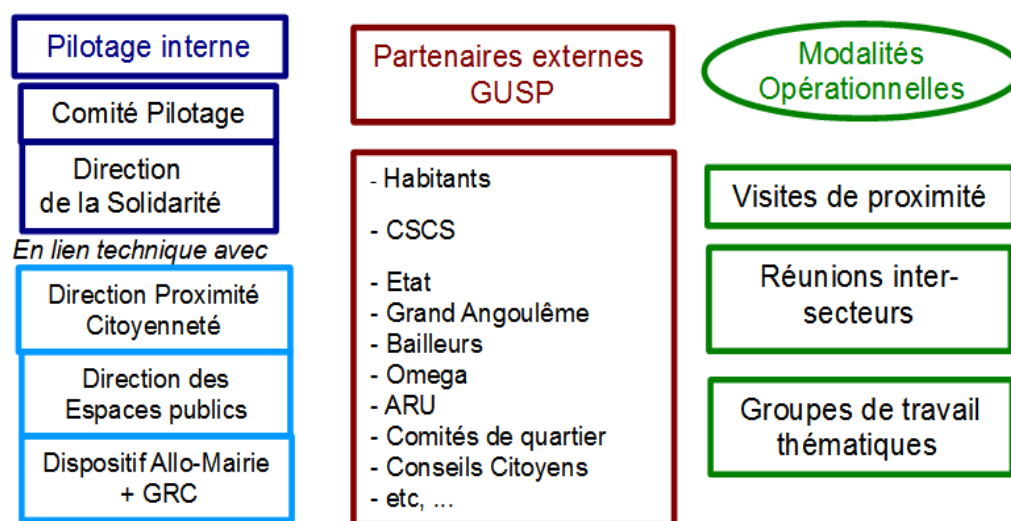 Pilotage interne
Comité Pilotage
Direction
de la Solidarité
En lien technique avec
Direction Proximité
Citoyenneté
Direction des
Espaces publics
Dispositif Allo-Mairie
+ GRC
Partenaires externes
GUSP
- Habitants
- CSCS
- Etat
- Grand Angoulême
- Bailleurs
- Omega
- ARU
- Comités de quartier
- Conseils Citoyens
- etc, ...
Modalités
Opérationnelles
Visites de proximité
Réunions inter-
secteurs
Groupes de travail
thématiques